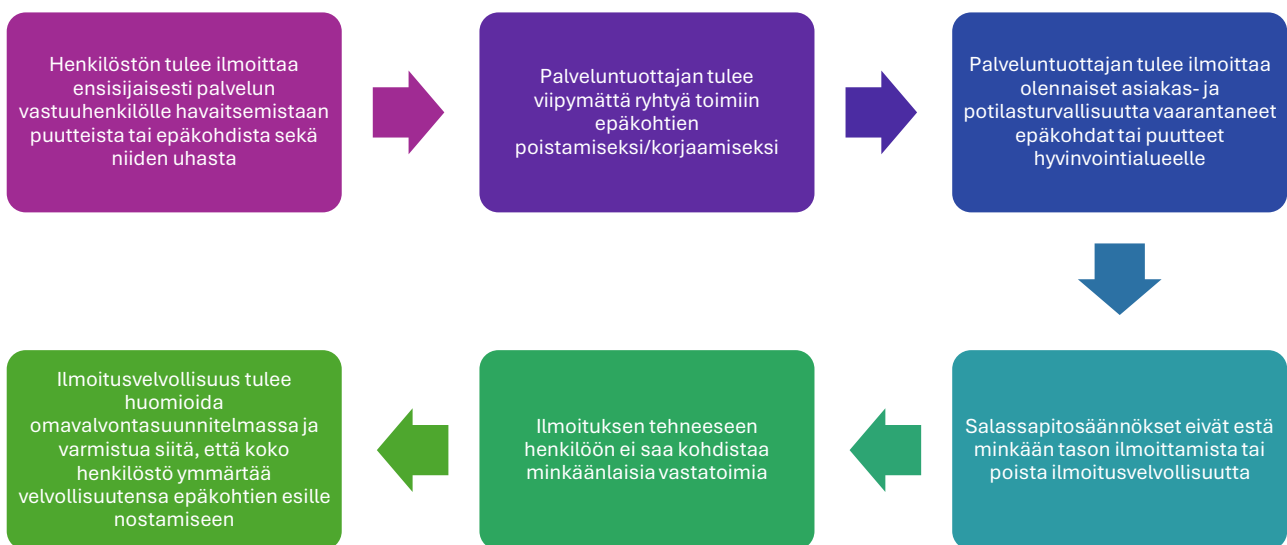 Henkilöstön tulee ilmoittaa
ensisijaisesti palvelun
vastuuhenkilölle havaitsemistaan
puutteista tai epäkohdista sekä
niiden uhasta
Palveluntuottajan tulee
viipymättä ryhtyä toimiin
epäkohtien
poistamiseksi/korjaamiseksi
Palveluntuottajan tulee ilmoittaa
olennaiset asiakas- ja
potilasturvallisuutta vaarantaneet
epäkohdat tai puutteet
hyvinvointialueelle
Salassapitosäännökset eivät estä
minkään tason ilmoittamista tai
poista ilmoitusvelvollisuutta
Ilmoituksen tehneeseen
henkilöön ei saa kohdistaa
minkäänlaisia vastatoimia
Ilmoitusvelvollisuus tulee
huomioida
omavalvontasuunnitelmassa ja
varmistua siitä, että koko
henkilöstö ymmärtää
velvollisuutensa epäkohtien esille
nostamiseen